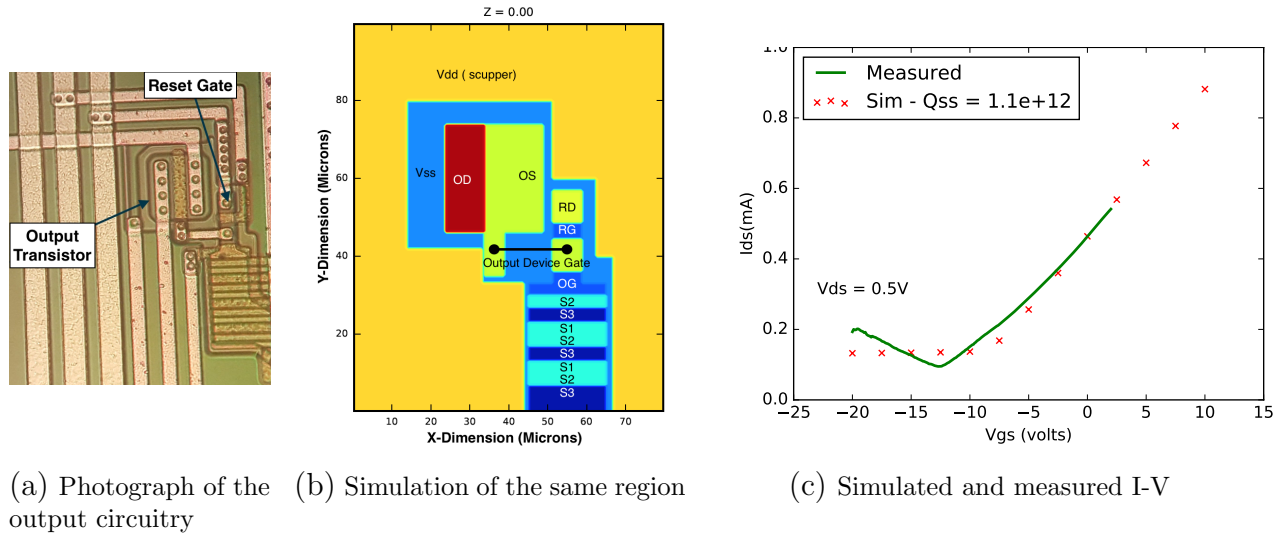 Reset Gate
Output
Transistor
(a) Photograph of the
output circuitry
Z = 0.00
Vdd ( scupper)
Vss
OD
OS
RD
RG
Output Device Gate
OG
S2
S3
S1
S2
S3
S1
S2
S3
80
60
40
20
Y-Dimension (Microns)
10 20 30 40 50 60 70
X-Dimension (Microns)
(b) Simulation of the same region
1.0
0.8
0.6
0.4
0.2
0.0
Ids(mA)
Measured
Sim - Qss = 1.1e+12
Vds = 0.5V
−25 −20 −15 −10 −5 0 5 10 15
Vgs (volts)
(c) Simulated and measured I-V